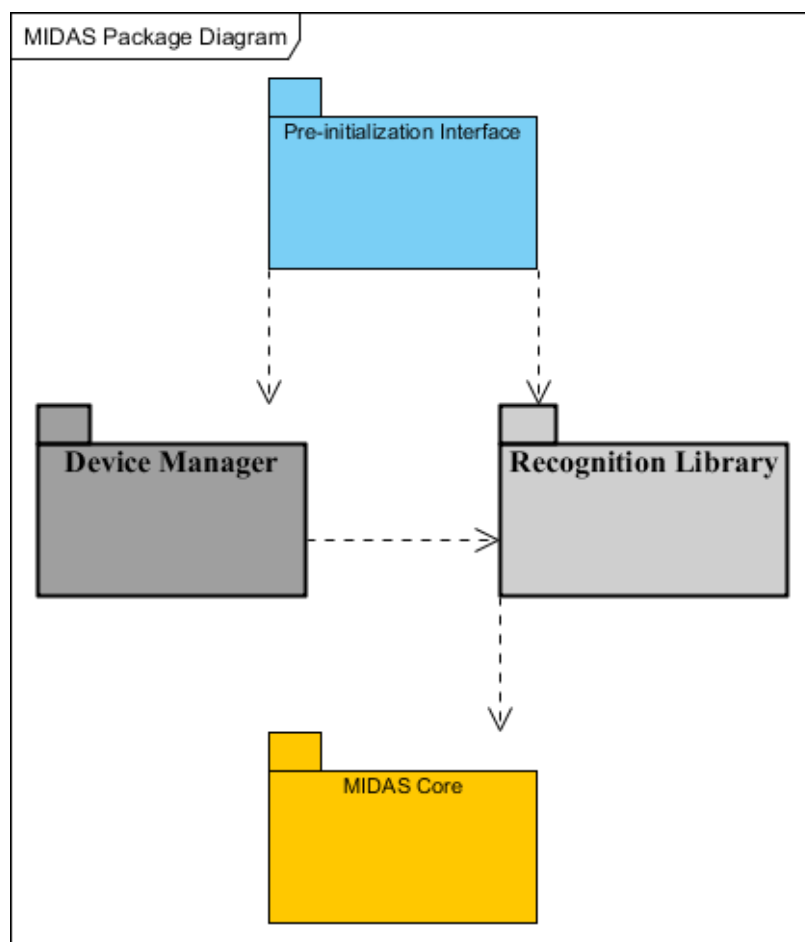 MIDAS Package Diagram
Pre-initialization Interface
Device Manager
Recognition Library
MIDAS Core